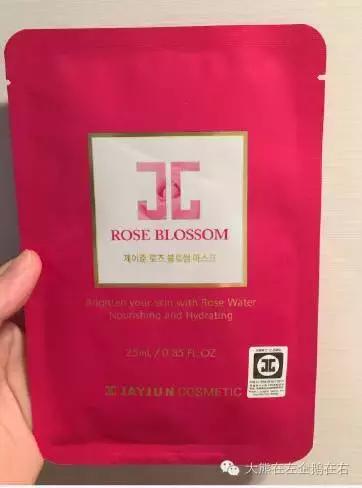 ROSE BLOSSOM
제이준 로즈 블로썸 마스크
Brighten your skin with Rose Water
Nourishing and Hydrating
25mL / 0.85 FL.OZ
JAYJUN COSMETIC
大熊在左企鹅在右